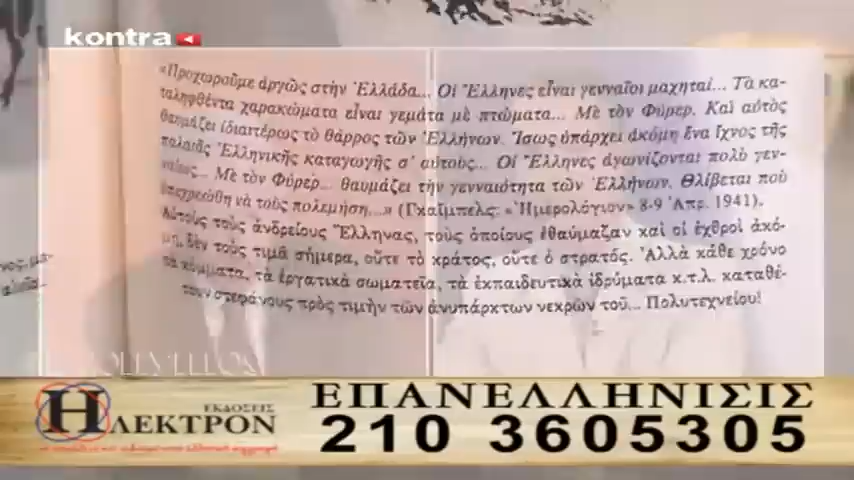 kontra
«Προχωροῦμε ἀργῶς στὴν Ἑλλάδα... Οἱ Ἕλληνες εἶναι γενναῖοι μαχηταί... Τὰ κα-
ταληφθέντα χαρακώματα εἶναι γεμάτα μὲ πτώματα... Μὲ τὸν Φύρερ. Καὶ αὐτὸς
θαυμάζει ἰδιαιτέρως τὸ θάρρος τῶν Ἑλλήνων. Ἴσως ὑπάρχει ἀκόμη ἕνα ἴχνος τῆς
παλαιᾶς Ἑλληνικῆς καταγωγῆς σ' αὐτούς... Οἱ Ἕλληνες ἀγωνίζονται πολὺ γεν-
ναίως... Μὲ τὸν Φύρερ... θαυμάζει τὴν γενναιότητα τῶν Ἑλλήνων. Θλίβεται ποὺ
ὑπεχρεώθη νὰ τοὺς πολεμήση...» (Γκαῖμπελς: «Ἡμερολόγιον» 8-9 Ἀπρ. 1941).
Αὐτοὺς τοὺς ἀνδρείους Ἕλληνας, τοὺς ὁποίους ἐθαύμαζαν καὶ οἱ ἐχθροὶ ἀκό-
μη, δὲν τοὺς τιμᾶ σήμερα, οὔτε τὸ κράτος, οὔτε ὁ στρατός. Ἀλλὰ κάθε χρόνο
τὰ κόμματα, τὰ ἐργατικὰ σωματεῖα, τὰ ἐκπαιδευτικὰ ἱδρύματα κ.τ.λ. καταθέ-
τουν στεφάνους πρὸς τιμὴν τῶν ἀνυπάρκτων νεκρῶν τοῦ... Πολυτεχνείου!
ΕΚΔΟΣΕΙΣ
ΗΛΕΚΤΡΟΝ
ΕΠΑΝΕΛΛΗΝΙΣΙΣ
210 3605305